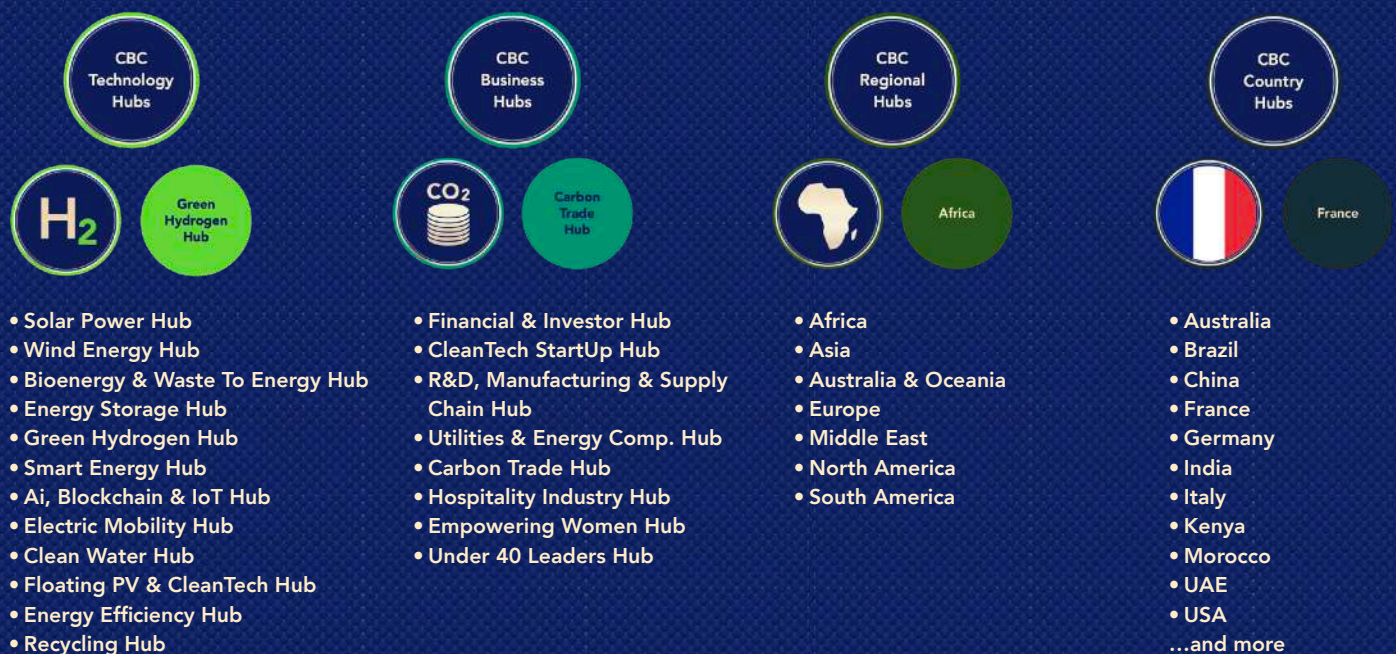 CBC
Technology
Hubs
H2
Green
Hydrogen
Hub
• Solar Power Hub
• Wind Energy Hub
• Bioenergy & Waste To Energy Hub
• Energy Storage Hub
• Green Hydrogen Hub
• Smart Energy Hub
• Ai, Blockchain & IoT Hub
• Electric Mobility Hub
• Clean Water Hub
• Floating PV & CleanTech Hub
• Energy Efficiency Hub
• Recycling Hub
CBC
Business
Hubs
CO2
Carbon
Trade
Hub
• Financial & Investor Hub
• CleanTech StartUp Hub
• R&D, Manufacturing & Supply
Chain Hub
• Utilities & Energy Comp. Hub
• Carbon Trade Hub
• Hospitality Industry Hub
• Empowering Women Hub
• Under 40 Leaders Hub
CBC
Regional
Hubs
Africa
• Africa
• Asia
• Australia & Oceania
• Europe
• Middle East
• North America
• South America
CBC
Country
Hubs
France
• Australia
• Brazil
• China
• France
• Germany
• India
• Italy
• Kenya
• Morocco
• UAE
• USA
...and more